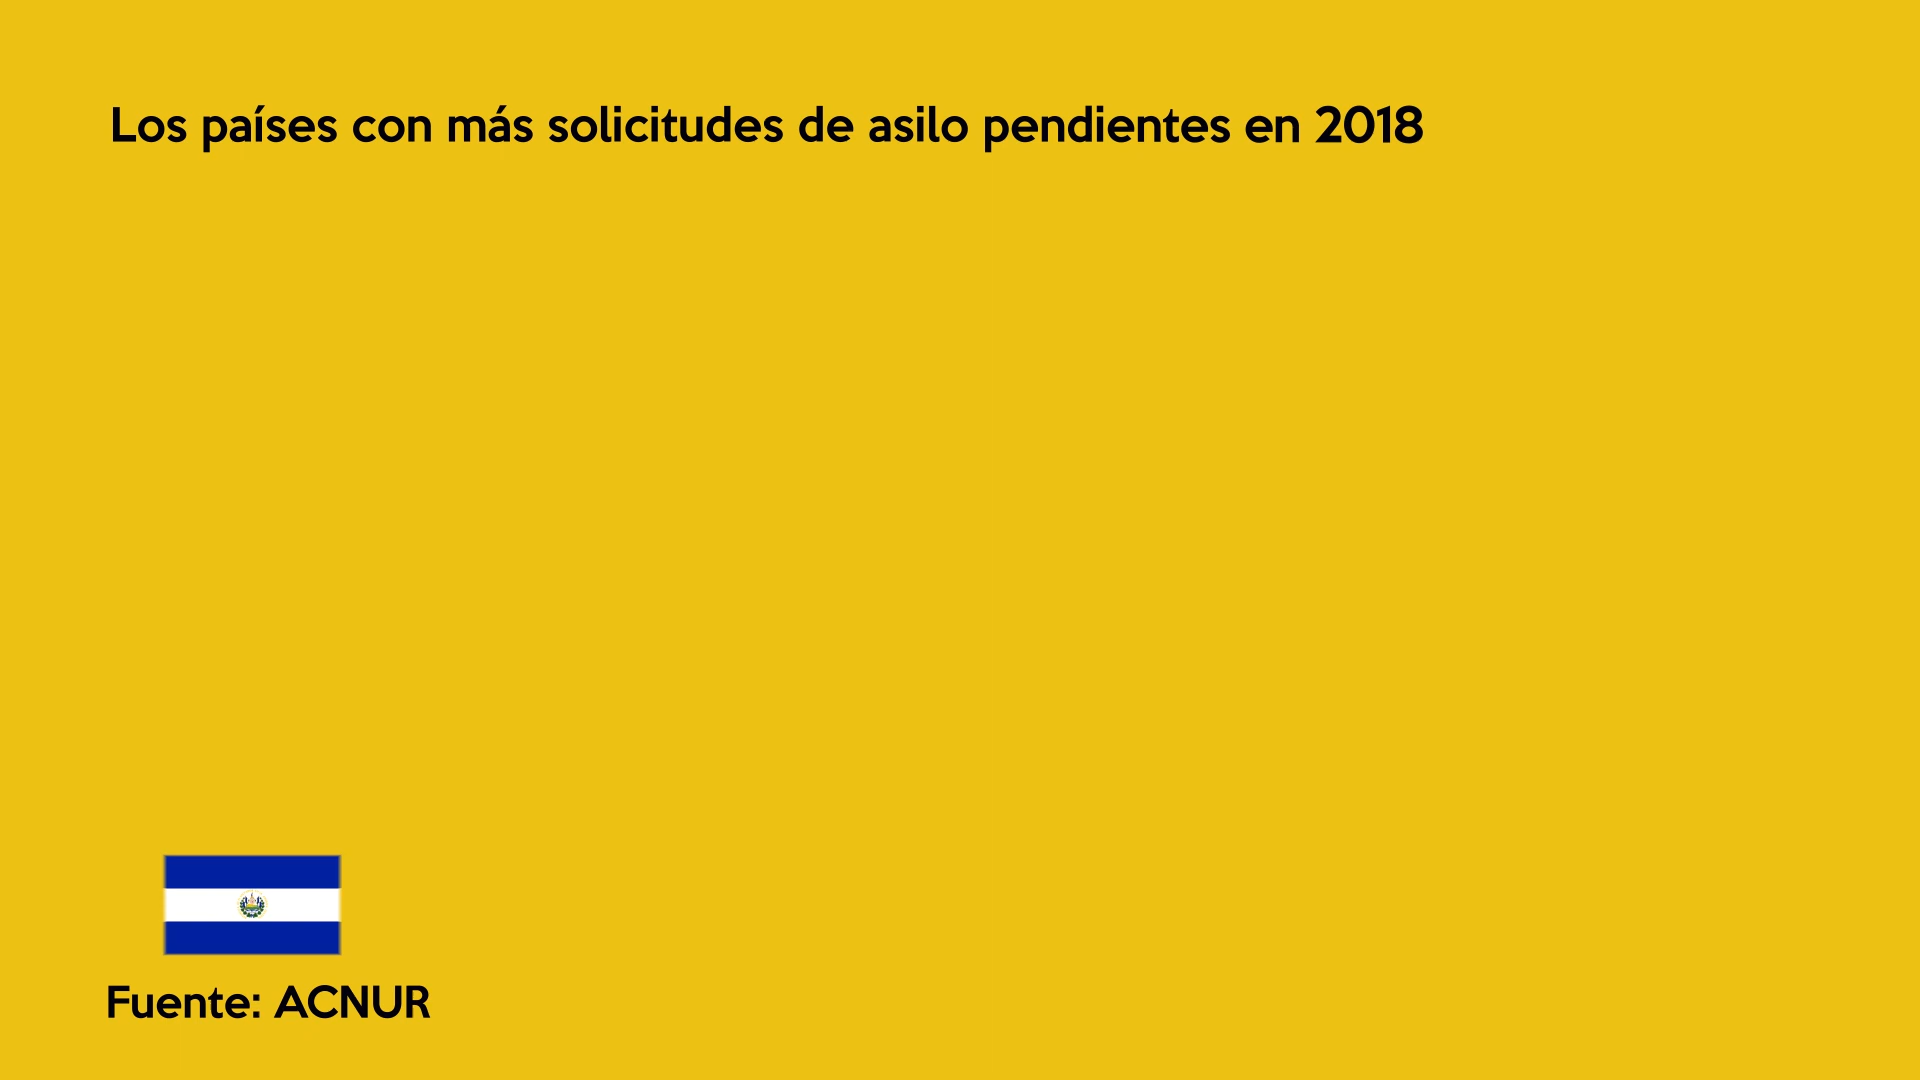 Los países con más solicitudes de asilo pendientes en 2018
Fuente: ACNUR